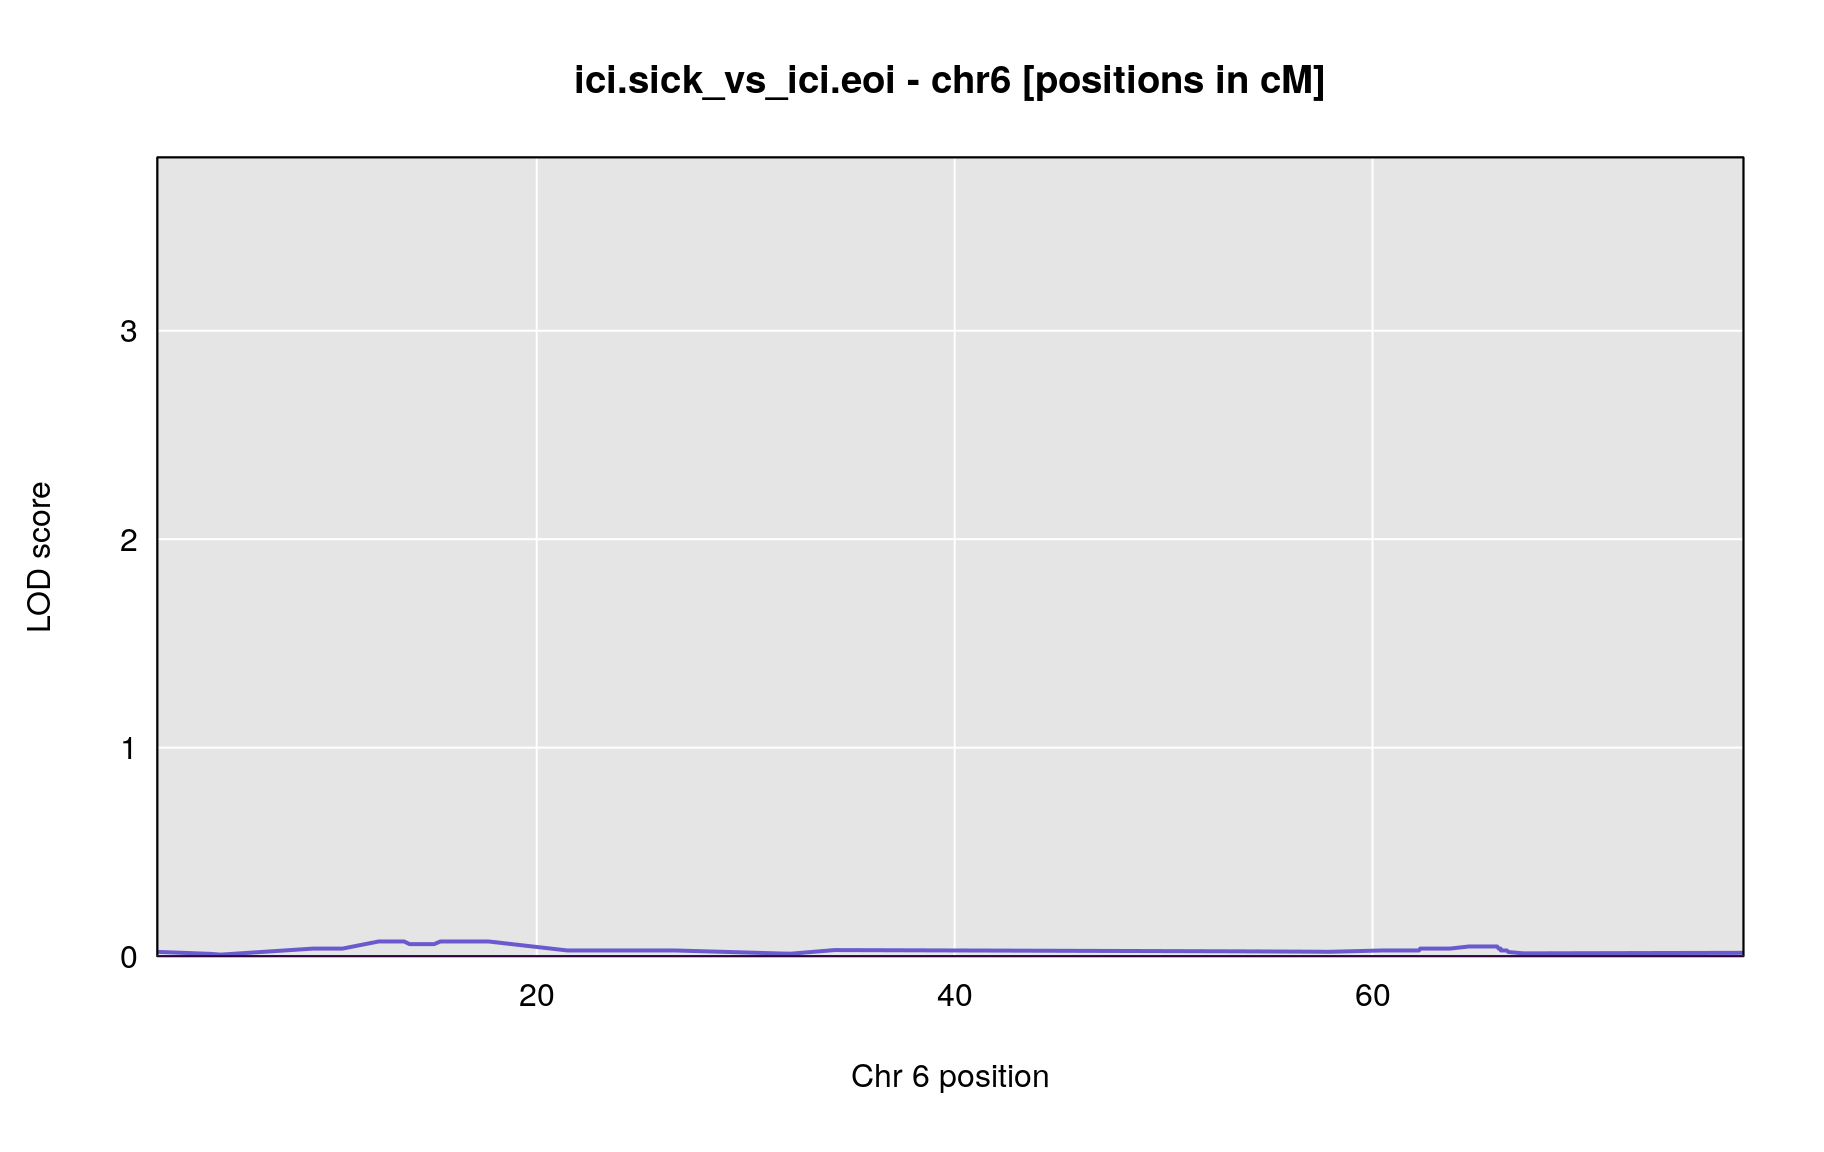 ici.sick_vs_ici.eoi - chr6 [positions in cM]
3
2
1
0
LOD score
20 40 60
Chr 6 position